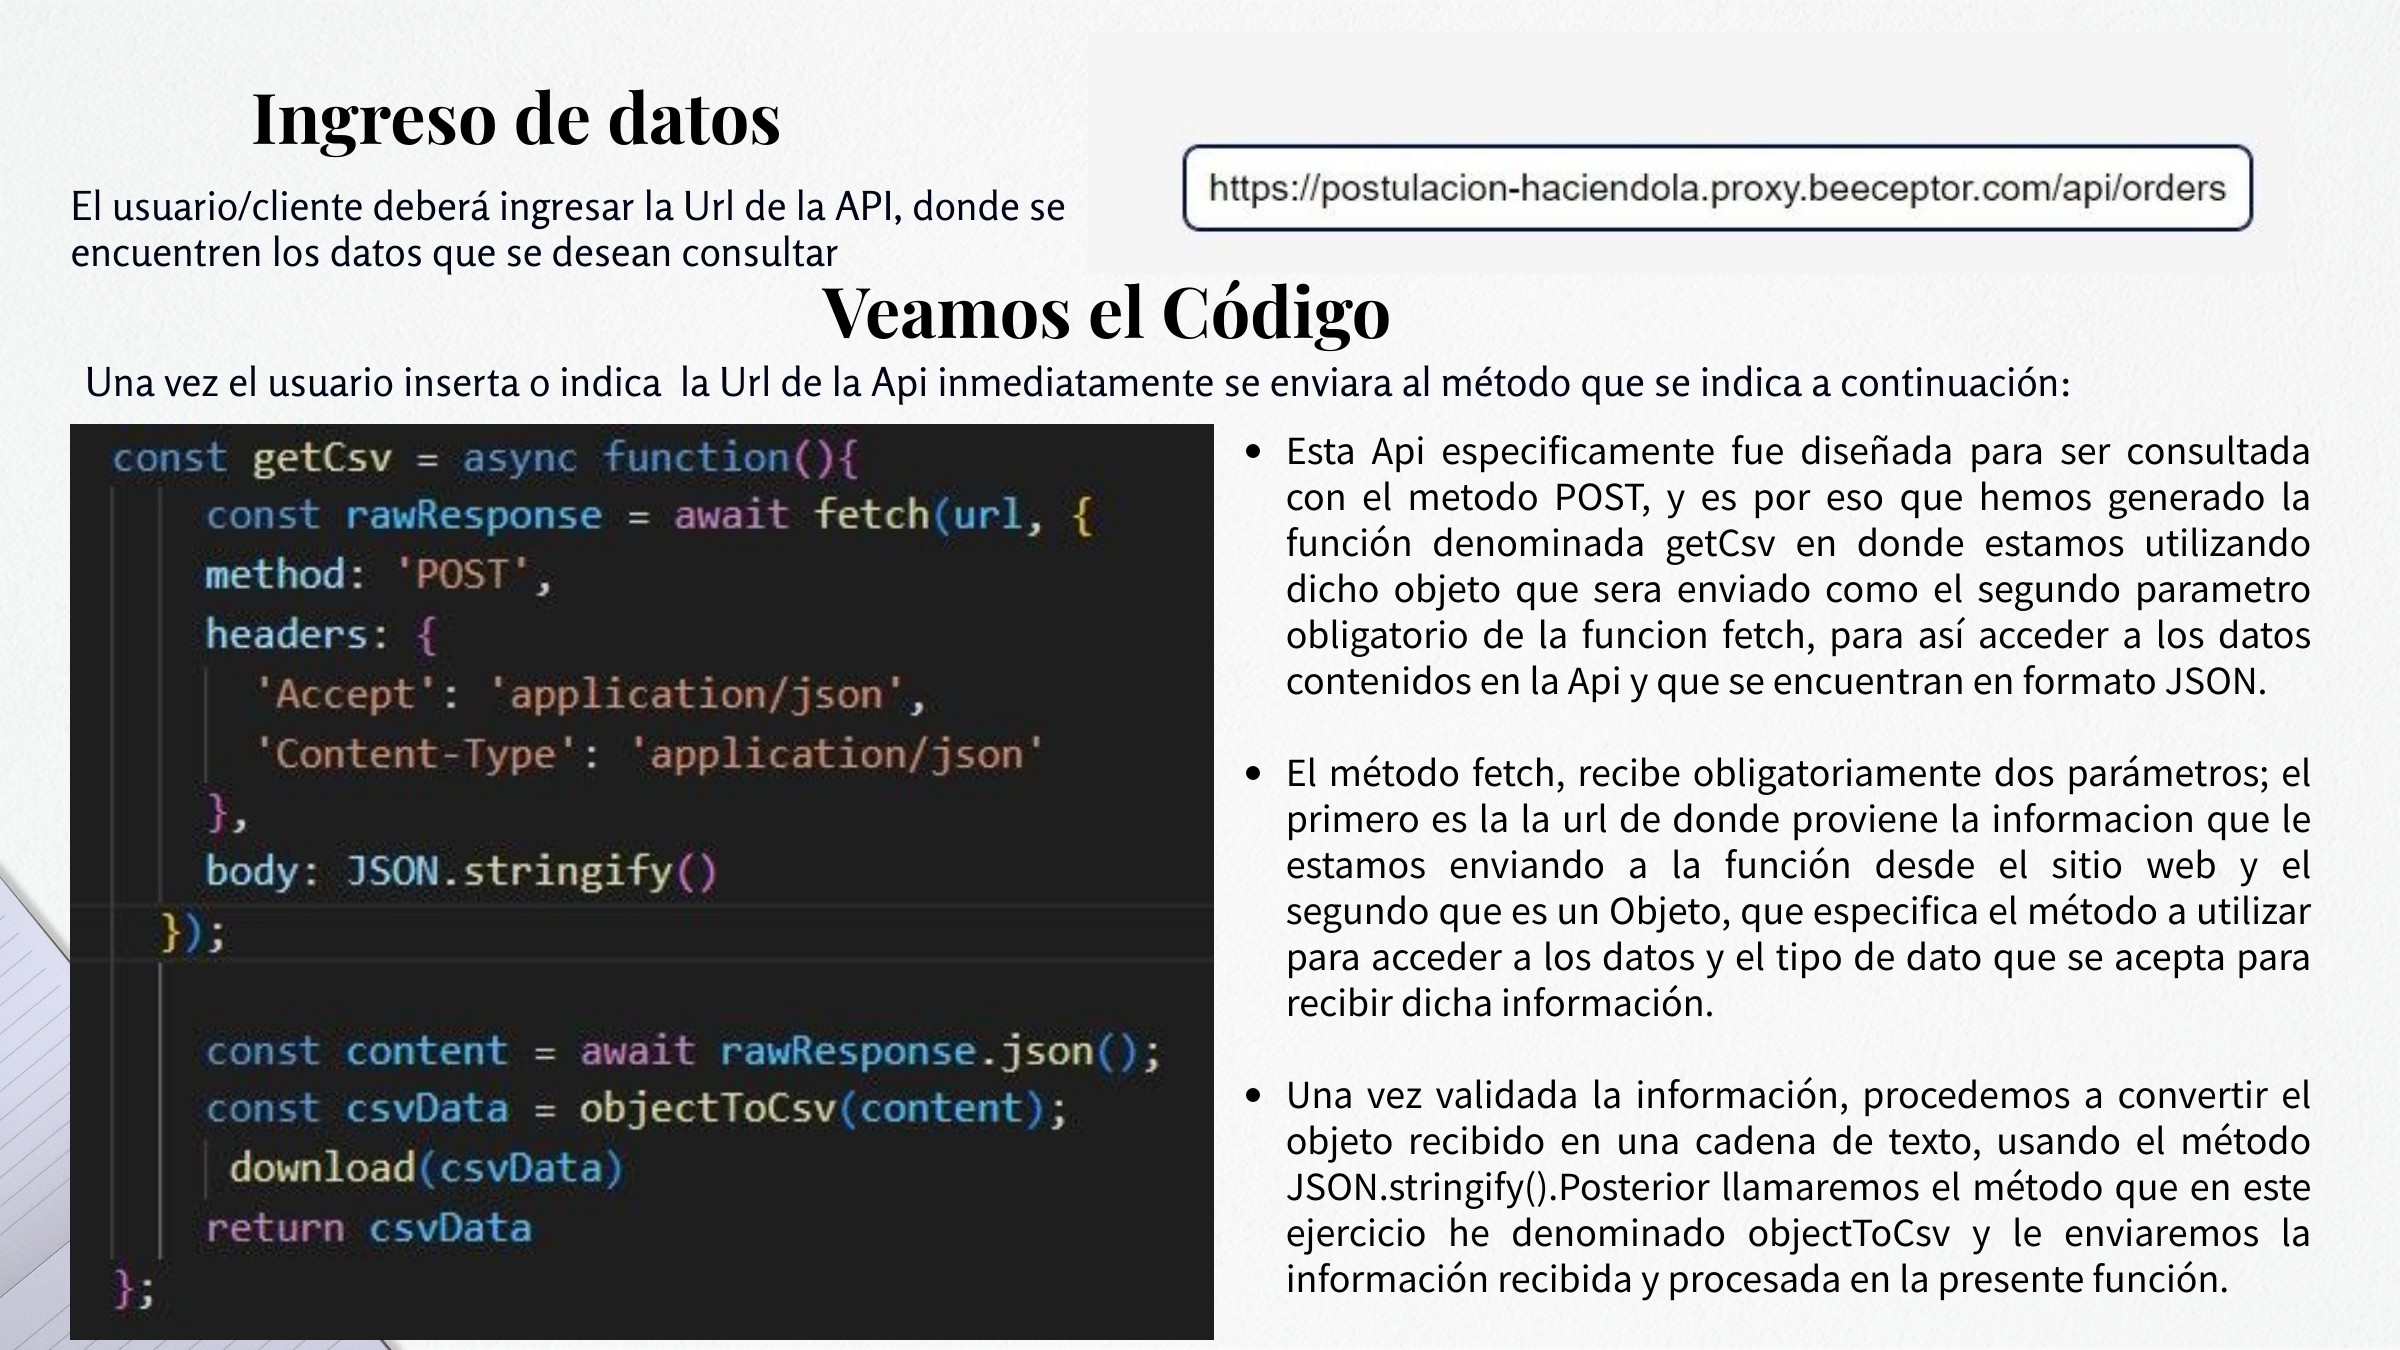 Ingreso de datos
El usuario/cliente deberá ingresar la Url de la API, donde se
encuentren los datos que se desean consultar
https://postulacion-haciendola.proxy.beeceptor.com/api/orders
Veamos el Código
Una vez el usuario inserta o indica  la Url de la Api inmediatamente se enviara al método que se indica a continuación:
const getCsv = async function(){
const rawResponse = await fetch(url, {
method: 'POST',
headers: {
'Accept': 'application/json',
'Content-Type': 'application/json'
},
body: JSON.stringify()
});
const content = await rawResponse.json();
const csvData = objectToCsv(content);
download(csvData)
return csvData
};
• Esta Api especificamente fue diseñada para ser consultada
con el metodo POST, y es por eso que hemos generado la
función denominada getCsv en donde estamos utilizando
dicho objeto que sera enviado como el segundo parametro
obligatorio de la funcion fetch, para así acceder a los datos
contenidos en la Api y que se encuentran en formato JSON.
• El método fetch, recibe obligatoriamente dos parámetros; el
primero es la la url de donde proviene la informacion que le
estamos enviando a la función desde el sitio web y el
segundo que es un Objeto, que especifica el método a utilizar
para acceder a los datos y el tipo de dato que se acepta para
recibir dicha información.
• Una vez validada la información, procedemos a convertir el
objeto recibido en una cadena de texto, usando el método
JSON.stringify().Posterior llamaremos el método que en este
ejercicio he denominado objectToCsv y le enviaremos la
información recibida y procesada en la presente función.